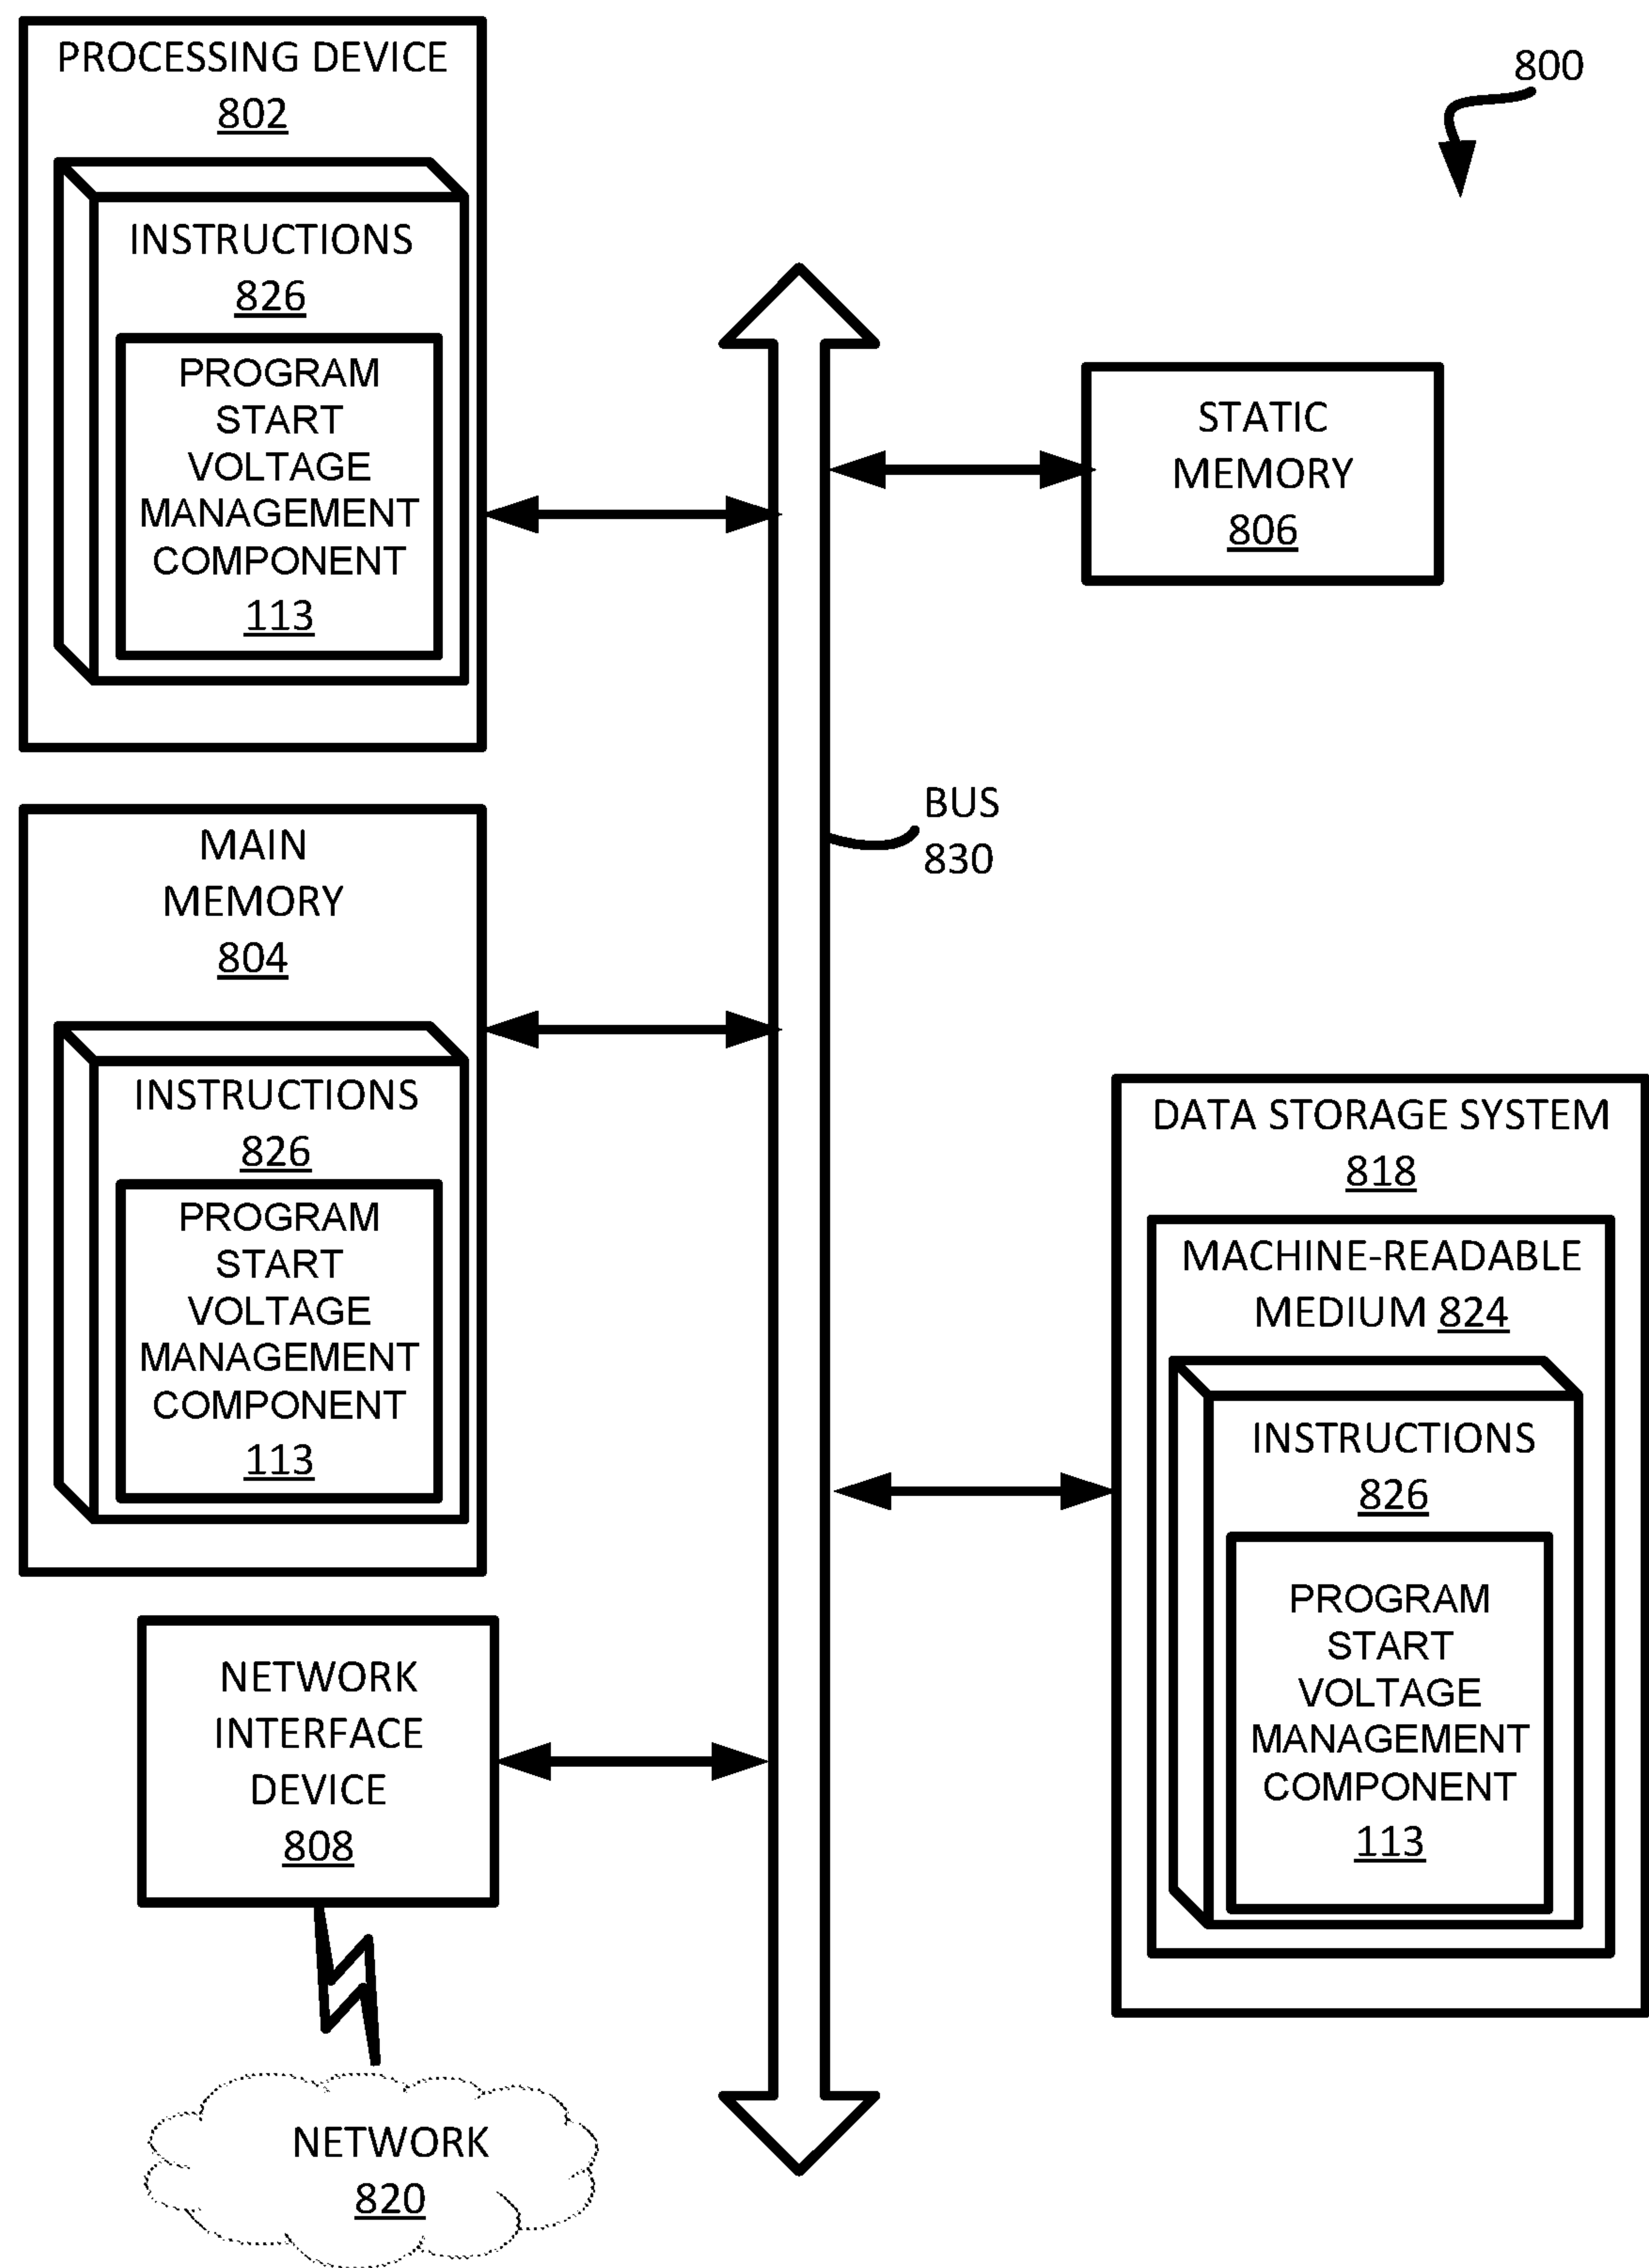 PROCESSING DEVICE
802
INSTRUCTIONS
826
PROGRAM
START
VOLTAGE
MANAGEMENT
COMPONENT
113
800
STATIC
MEMORY
806
BUS
830
MAIN
MEMORY
804
INSTRUCTIONS
826
PROGRAM
START
VOLTAGE
MANAGEMENT
COMPONENT
113
DATA STORAGE SYSTEM
818
MACHINE-READABLE
MEDIUM 824
INSTRUCTIONS
826
PROGRAM
START
VOLTAGE
MANAGEMENT
COMPONENT
113
NETWORK
INTERFACE
DEVICE
808
NETWORK
820